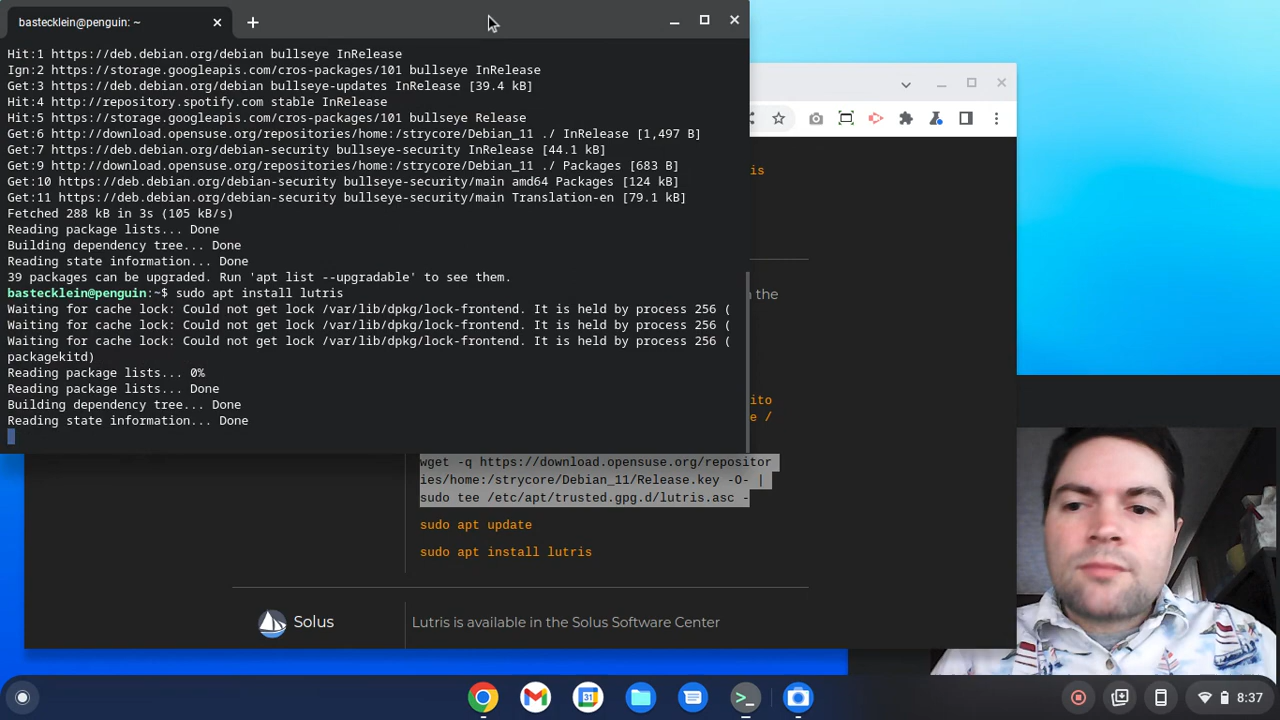 bastecklein@penguin: ~
Hit:1 https://deb.debian.org/debian bullseye InRelease
Ign:2 https://storage.googleapis.com/cros-packages/101 bullseye InRelease
Get:3 https://deb.debian.org/debian bullseye-updates InRelease [39.4 kB]
Hit:4 http://repository.spotify.com stable InRelease
Hit:5 https://storage.googleapis.com/cros-packages/101 bullseye Release
Get:6 http://download.opensuse.org/repositories/home:/strycore/Debian_11 ./ InRelease [1,497 B]
Get:7 https://deb.debian.org/debian-security bullseye-security InRelease [44.1 kB]
Get:9 http://download.opensuse.org/repositories/home:/strycore/Debian_11 ./ Packages [683 B]
Get:10 https://deb.debian.org/debian-security bullseye-security/main amd64 Packages [124 kB]
Get:11 https://deb.debian.org/debian-security bullseye-security/main Translation-en [79.1 kB]
Fetched 288 kB in 3s (105 kB/s)
Reading package lists... Done
Building dependency tree... Done
Reading state information... Done
39 packages can be upgraded. Run 'apt list --upgradable' to see them.
bastecklein@penguin:~$ sudo apt install lutris
Waiting for cache lock: Could not get lock /var/lib/dpkg/lock-frontend. It is held by process 256 (
Waiting for cache lock: Could not get lock /var/lib/dpkg/lock-frontend. It is held by process 256 (
Waiting for cache lock: Could not get lock /var/lib/dpkg/lock-frontend. It is held by process 256 (
packagekitd)
Reading package lists... 0%
Reading package lists... Done
Building dependency tree... Done
Reading state information... Done
is
n the
ito
e /
wget -q https://download.opensuse.org/repositor
ies/home:/strycore/Debian_11/Release.key -O- |
sudo tee /etc/apt/trusted.gpg.d/lutris.asc -
sudo apt update
sudo apt install lutris
Solus
Lutris is available in the Solus Software Center
31
8:37